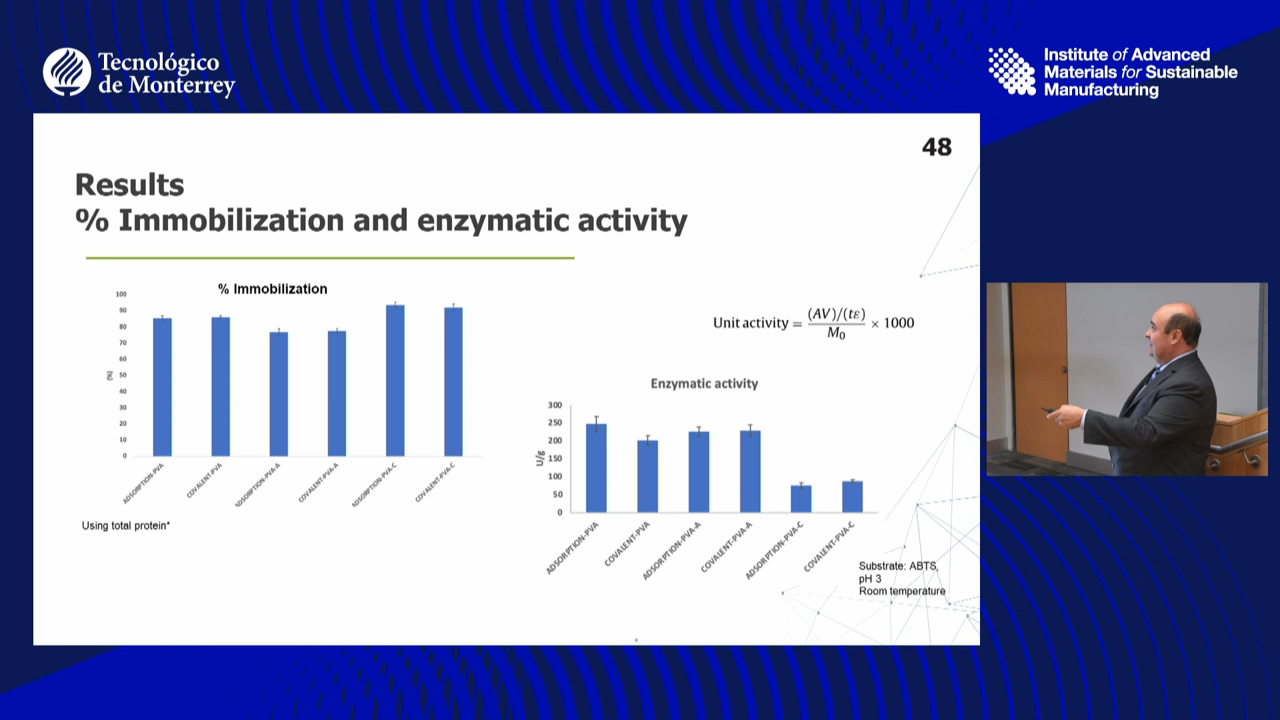 Tecnológico
de Monterrey
Institute of Advanced
Materials for Sustainable
Manufacturing
48
Results
% Immobilization and enzymatic activity
% Immobilization
100
90
80
70
60
50
40
30
20
10
0
(%)
ADSORPTION-PVA
COVALENT-PVA
ADSORPTION-PVA-A
COVALENT-PVA-A
ADSORPTION-PVA-C
COVALENT-PVA-C
Using total protein*
Unit activity = (AV)/(tε) / M₀ × 1000
Enzymatic activity
300
250
200
150
100
50
0
U/g
ADSORPTION-PVA
COVALENT-PVA
ADSORPTION-PVA-A
COVALENT-PVA-A
ADSORPTION-PVA-C
COVALENT-PVA-C
Substrate: ABTS,
pH 3
Room temperature